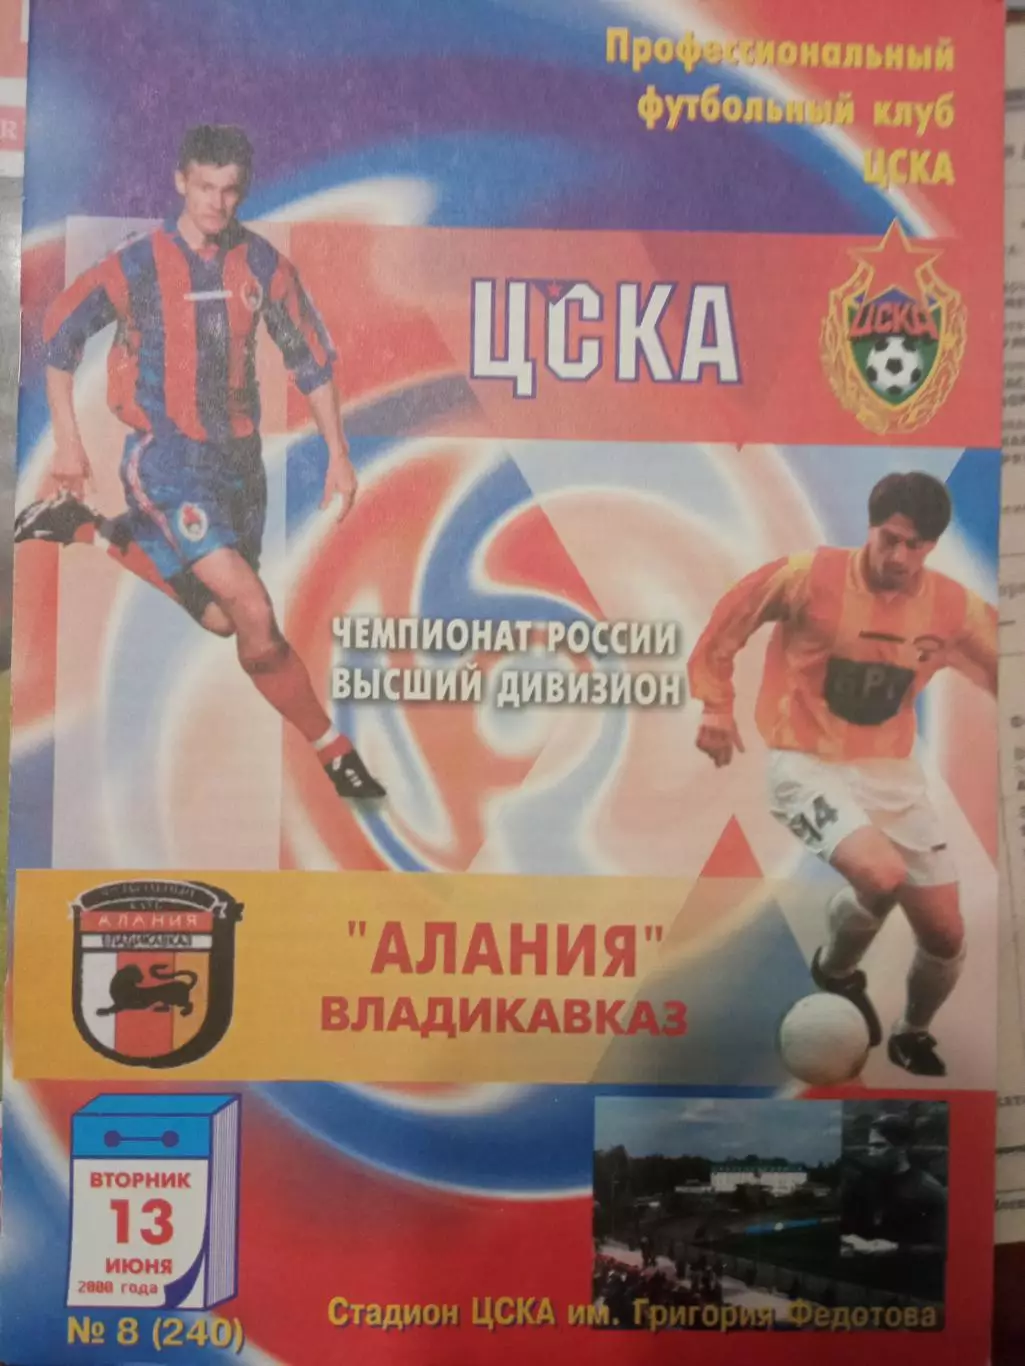 Профессиональный
футбольный клуб
ЦСКА
ЦСКА
ЦСКА
ЧЕМПИОНАТ РОССИИ
ВЫСШИЙ ДИВИЗИОН
14
АЛАНИЯ
ВЛАДИКАВКАЗ
"АЛАНИЯ"
ВЛАДИКАВКАЗ
ВТОРНИК
13
ИЮНЯ
2000 года
№ 8 (240)
Стадион ЦСКА им. Григория Федотова